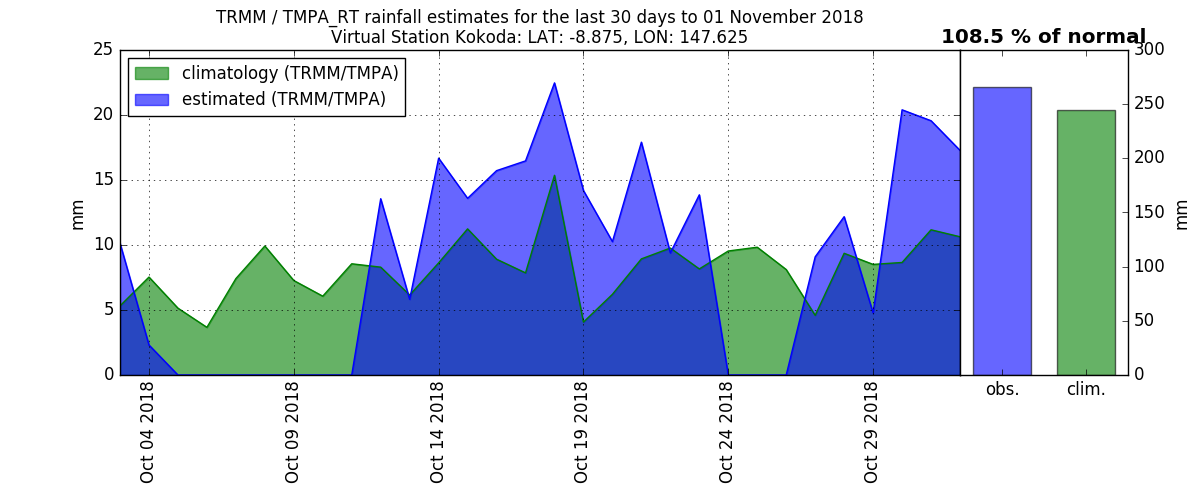 TRMM / TMPA_RT rainfall estimates for the last 30 days to 01 November 2018
Virtual Station Kokoda: LAT: -8.875, LON: 147.625
108.5 % of normal
climatology (TRMM/TMPA)
estimated (TRMM/TMPA)
25
20
15
10
5
0
mm
Oct 04 2018
Oct 09 2018
Oct 14 2018
Oct 19 2018
Oct 24 2018
Oct 29 2018
obs.
clim.
300
250
200
150
100
50
0
mm